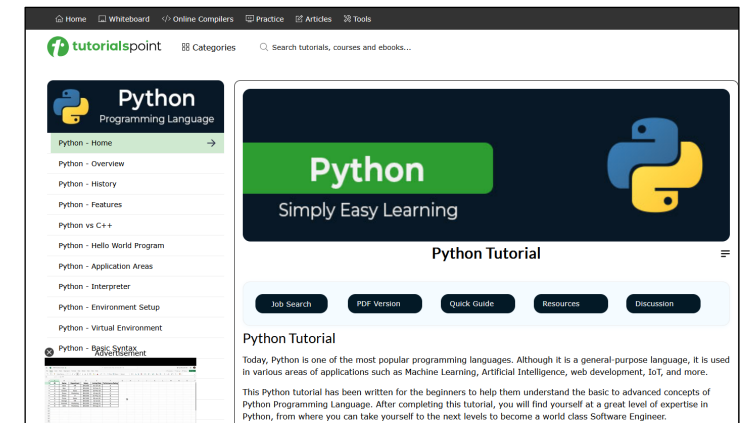 Home Whiteboard Online Compilers Practice Articles Tools
tutorialspoint Categories Search tutorials, courses and ebooks...
Python
Programming Language
Python - Home
Python - Overview
Python - History
Python - Features
Python vs C++
Python - Hello World Program
Python - Application Areas
Python - Interpreter
Python - Environment Setup
Python - Virtual Environment
Python - Basic Syntax
Advertisement
Python
Simply Easy Learning
Python Tutorial
Job Search PDF Version Quick Guide Resources Discussion
Python Tutorial
Today, Python is one of the most popular programming languages. Although it is a general-purpose language, it is used
in various areas of applications such as Machine Learning, Artificial Intelligence, web development, IoT, and more.
This Python tutorial has been written for the beginners to help them understand the basic to advanced concepts of
Python Programming Language. After completing this tutorial, you will find yourself at a great level of expertise in
Python, from where you can take yourself to the next levels to become a world class Software Engineer.